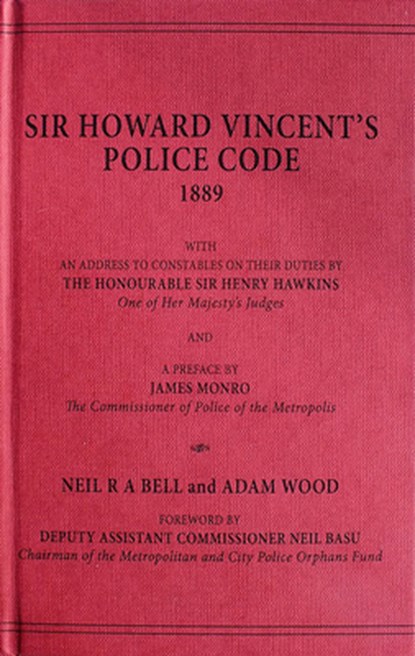 SIR HOWARD VINCENT'S
POLICE CODE
1889
WITH
AN ADDRESS TO CONSTABLES ON THEIR DUTIES BY
THE HONOURABLE SIR HENRY HAWKINS
One of Her Majesty's Judges
AND
A PREFACE BY
JAMES MONRO
The Commissioner of Police of the Metropolis
NEIL R A BELL and ADAM WOOD
FOREWORD BY
DEPUTY ASSISTANT COMMISSIONER NEIL BASU
Chairman of the Metropolitan and City Police Orphans Fund